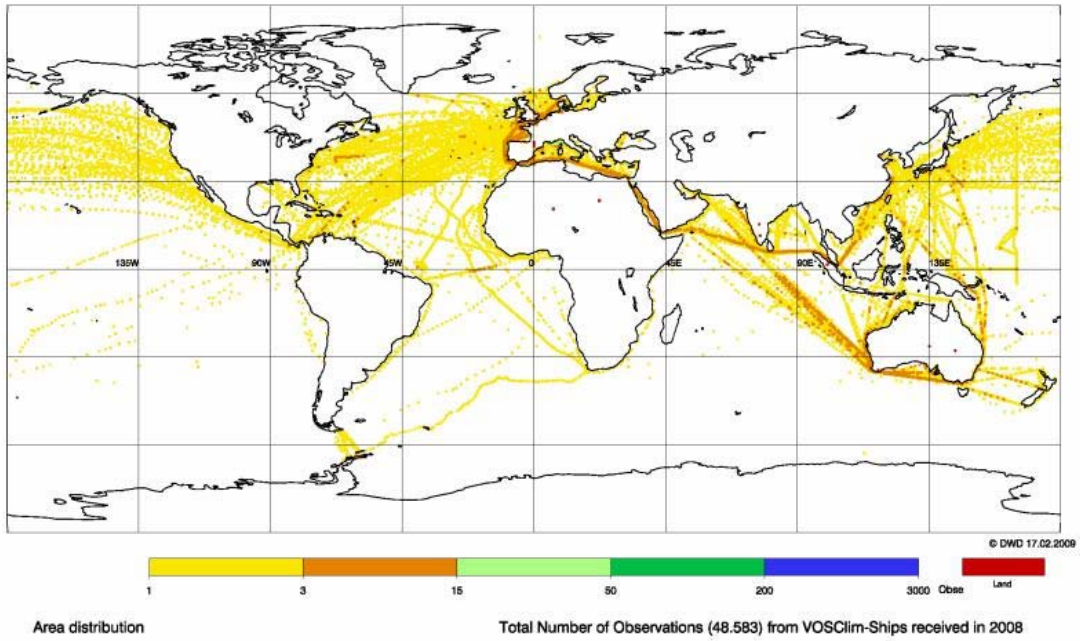 135W 90W 45W 0 45E 90E 135E
© DWD 17.02.2009
1 3 15 50 200 3000 Obse Land
Area distribution Total Number of Observations (48.583) from VOSClim-Ships received in 2008